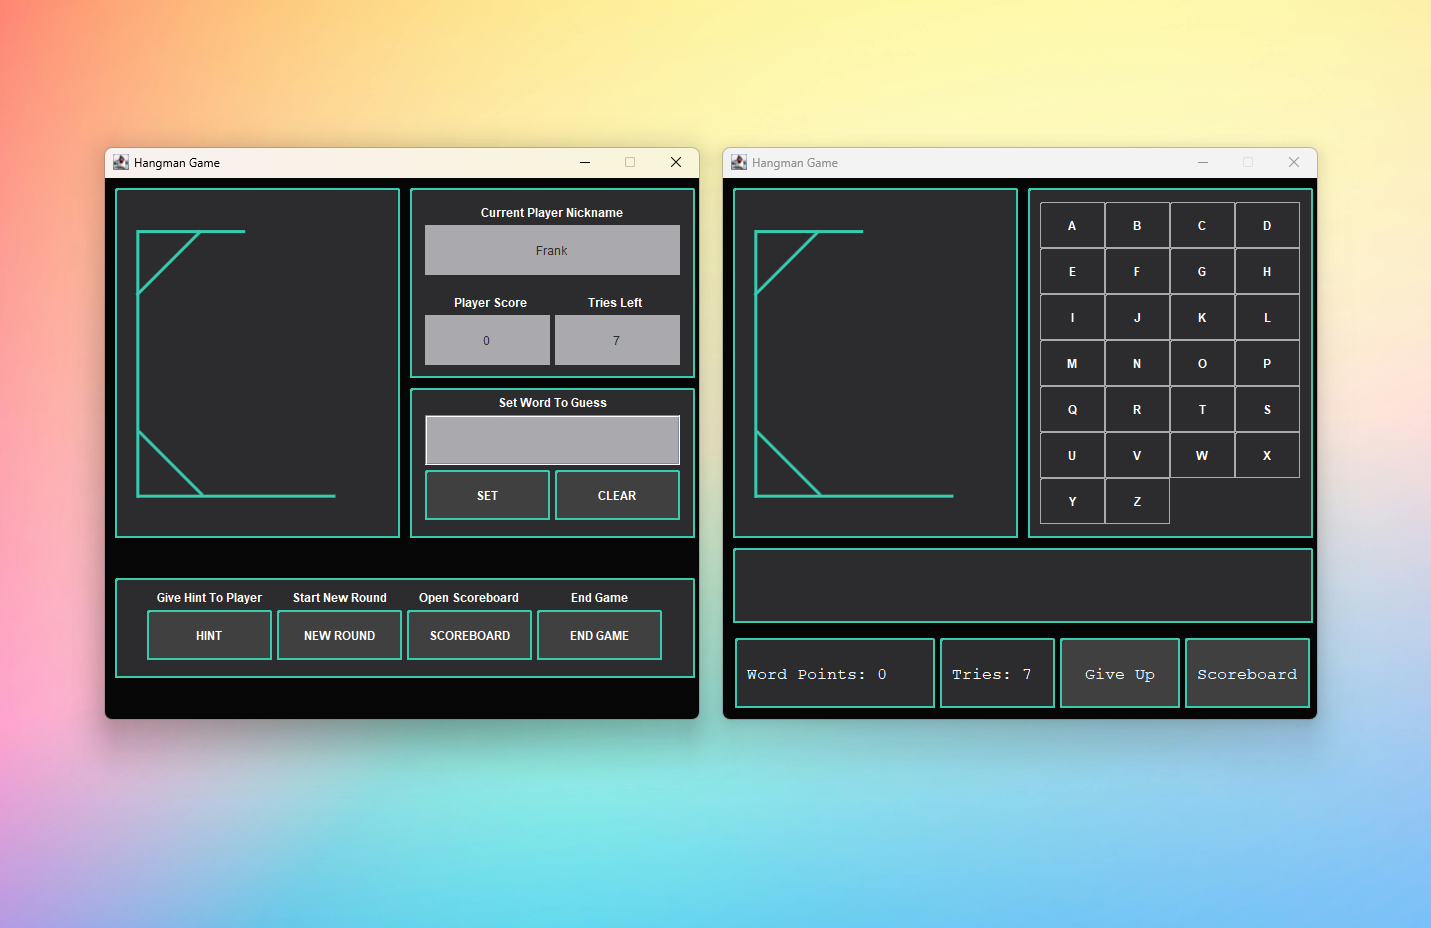 Hangman Game
Current Player Nickname
Frank
Player Score Tries Left
0 7
Set Word To Guess
SET CLEAR
Give Hint To Player Start New Round Open Scoreboard End Game
HINT NEW ROUND SCOREBOARD END GAME
Hangman Game
A B C D
E F G H
I J K L
M N O P
Q R T S
U V W X
Y Z
Word Points: 0 Tries: 7 Give Up Scoreboard